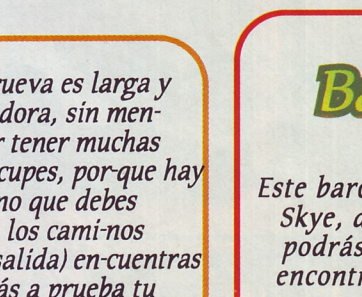 rueva es larga y
dora, sin men-
r tener muchas
cupes, por-que hay
no que debes
los cami-nos
salida) en-cuentras
ás a prueba tu
Ba
Este barc
Skye, 
podrás
encontr